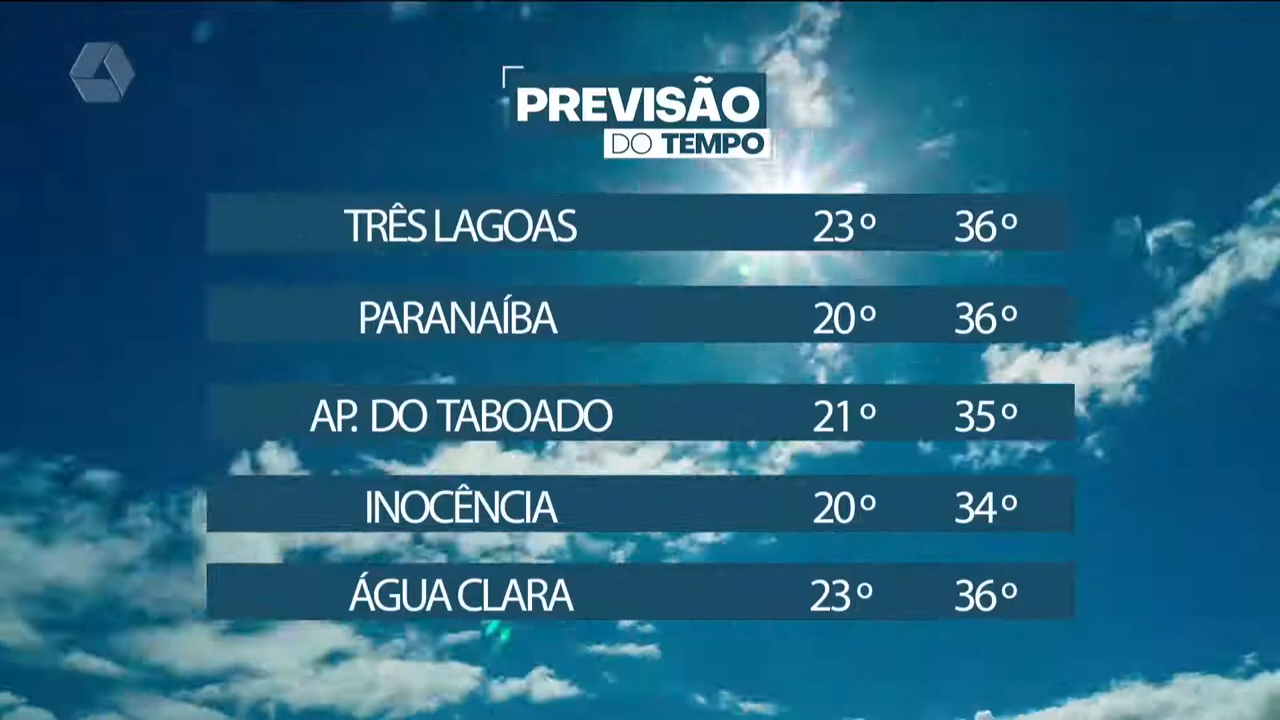 PREVISÃO
DO TEMPO
TRÊS LAGOAS 23º 36º
PARANAÍBA 20º 36º
AP. DO TABOADO 21º 35º
INOCÊNCIA 20º 34º
ÁGUA CLARA 23º 36º